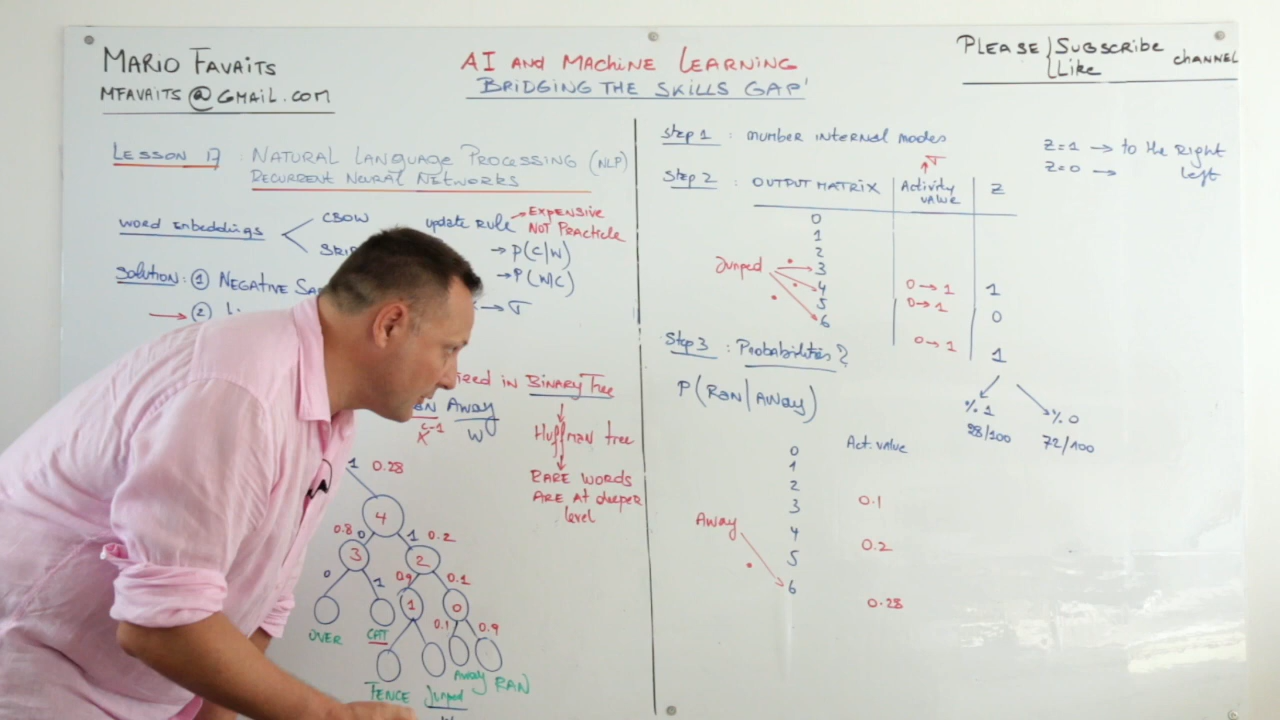 MARIO FAVAITS
MFAVAITS @ GMAIL.COM
AI AND MACHINE LEARNING
'BRIDGING THE SKILLS GAP'
PLEASE SUBSCRIBE
LIKE
CHANNEL
LESSON 17 : NATURAL LANGUAGE PROCESSING (NLP)
RECURRENT NEURAL NETWORKS
WORD EMBEDDINGS
CBOW
update RULE → EXPENSIVE
NOT PRACTICLE
→ P(C|W)
→ P(W|C)
Solution: ① NEGATIVE
→ ②
→ σ
in BINARY TREE
AWAY
C-1
W
Huffman tree
RARE WORDS
ARE AT deeper
level
1 0.28
4
0.8 0 1 0.2
3 2
0 1 0.9 0.1
1 0
0.1 0.9
OVER CAT
FENCE Jumped Away RAN
Step 1 : number internal nodes
Step 2 : OUTPUT MATRIX Activity value Z
σ
0
1
2
Jumped 3
4 0→1 1
5 0→1 0
6 0→1 1
Z=1 → to the Right
Z=0 → left
Step 3 : Probabilities?
P(RAN|AWAY)
% 1 % 0
28/100 72/100
Act. value
0
1
2
3 0.1
4
5 0.2
6 0.28
Away